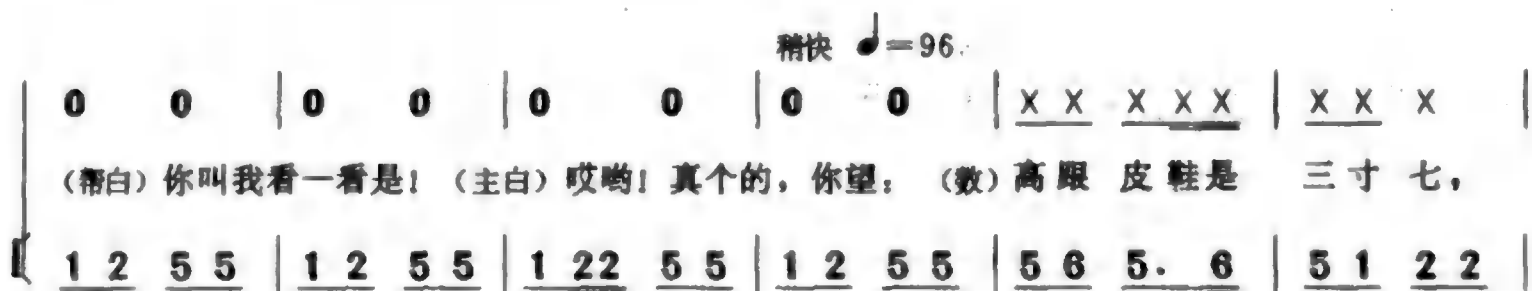 稍快 ♩=96
0 0 | 0 0 | 0 0 | 0 0 | X X X X X | X X X |
（帮白）你叫我看一看是！（主白）哎哟！真个的，你望：（数）高跟皮鞋是 三寸七，
1 2 5 5 | 1 2 5 5 | 1 22 5 5 | 1 2 5 5 | 5 6 5. 6 | 5 1 2 2 |